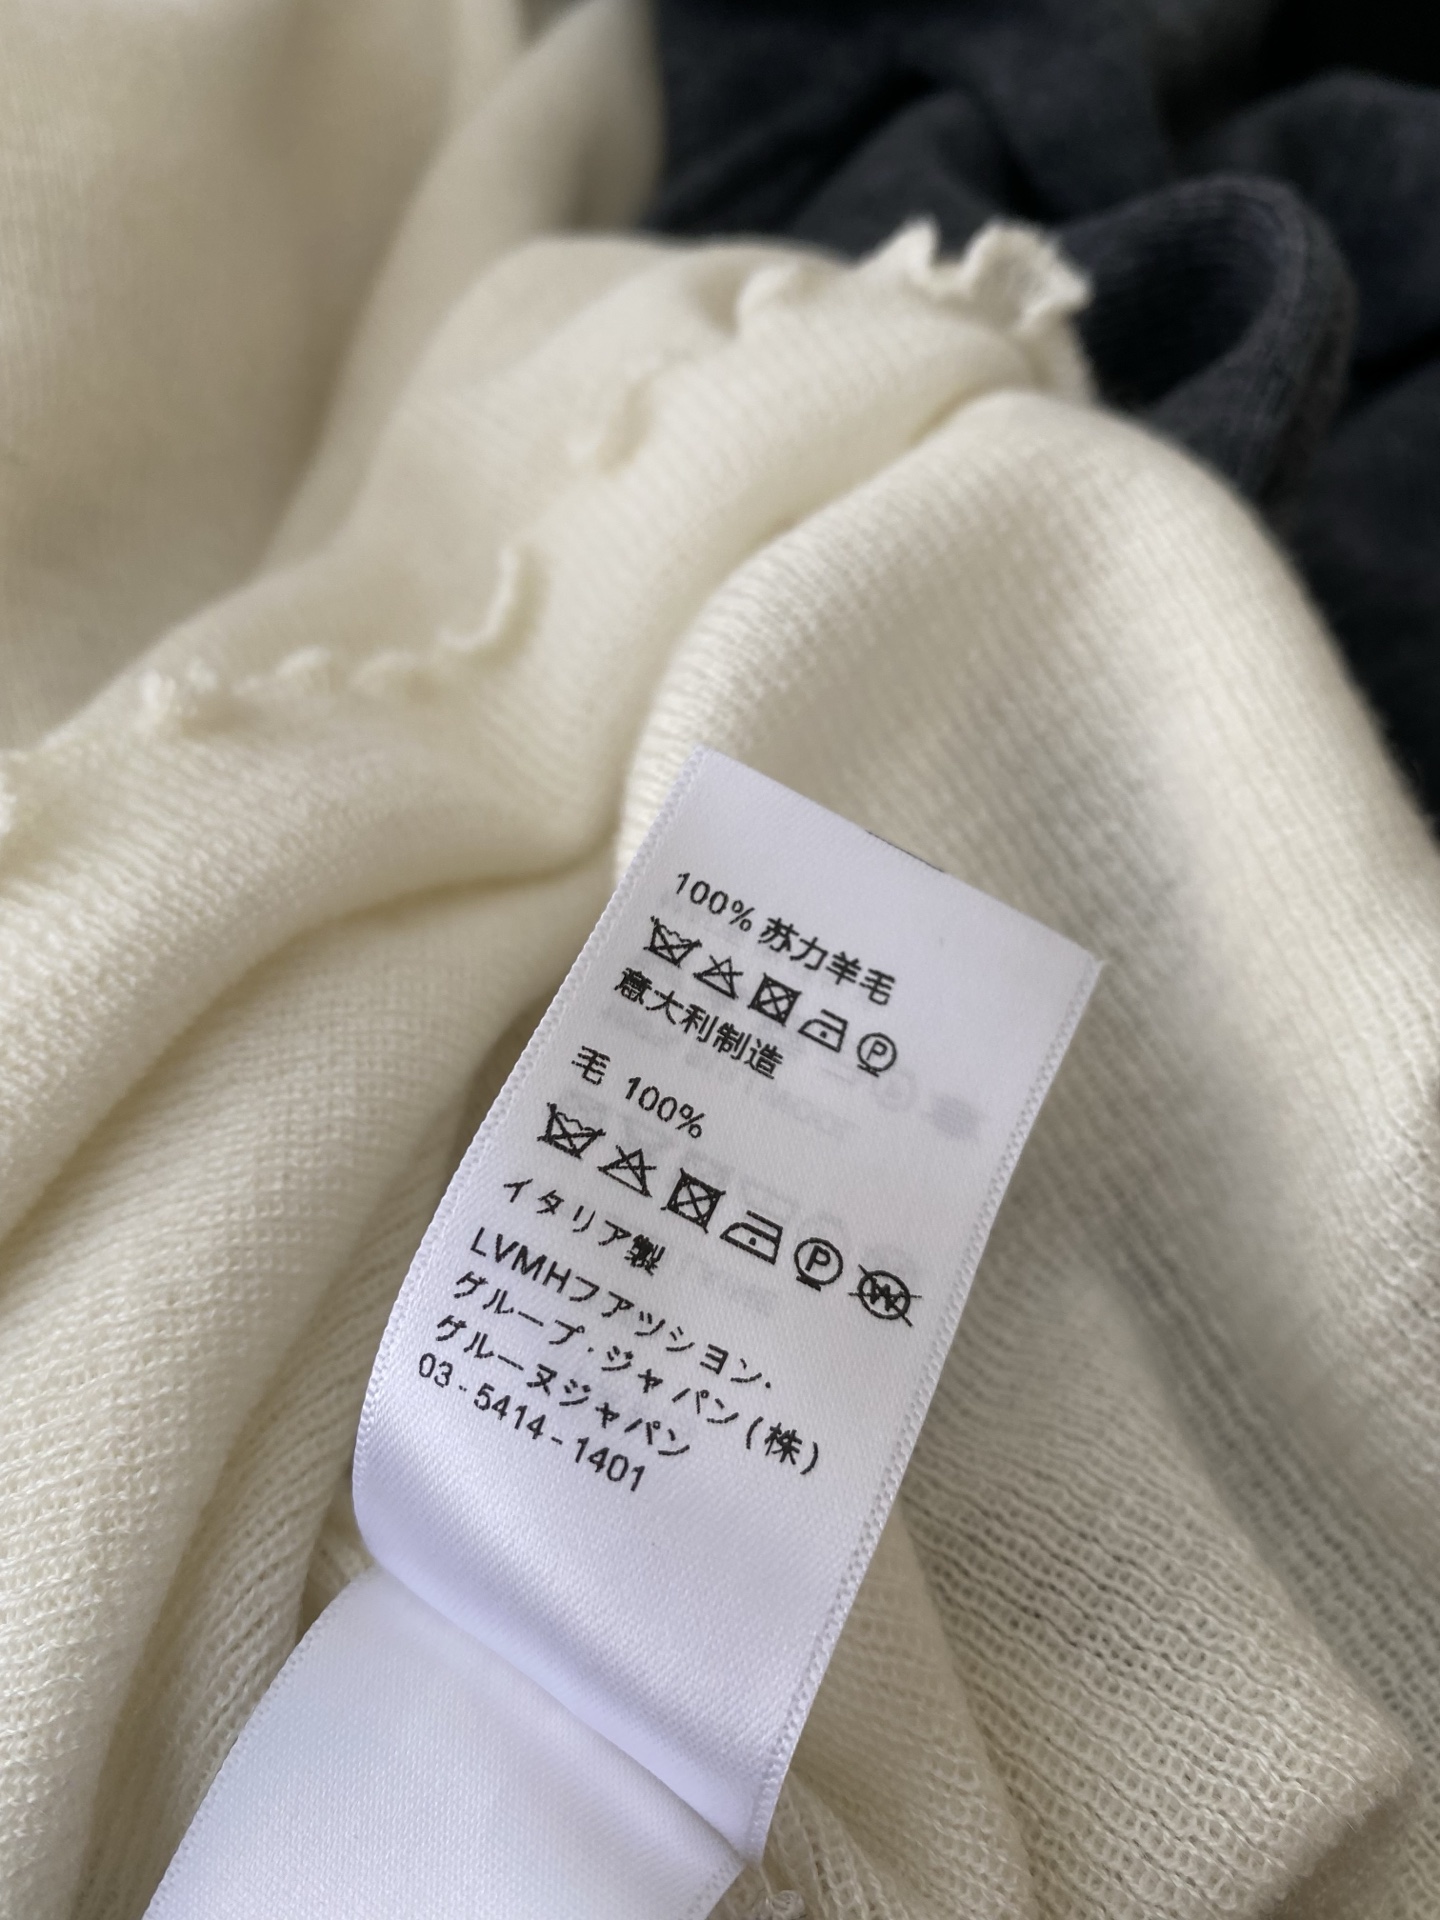 100% 苏力羊毛
P
意大利制造
毛 100%
P W
イタリア製
LVMHファッション・
グループ・ジャパン(株)
ケルーヌジャパン
03-5414-1401